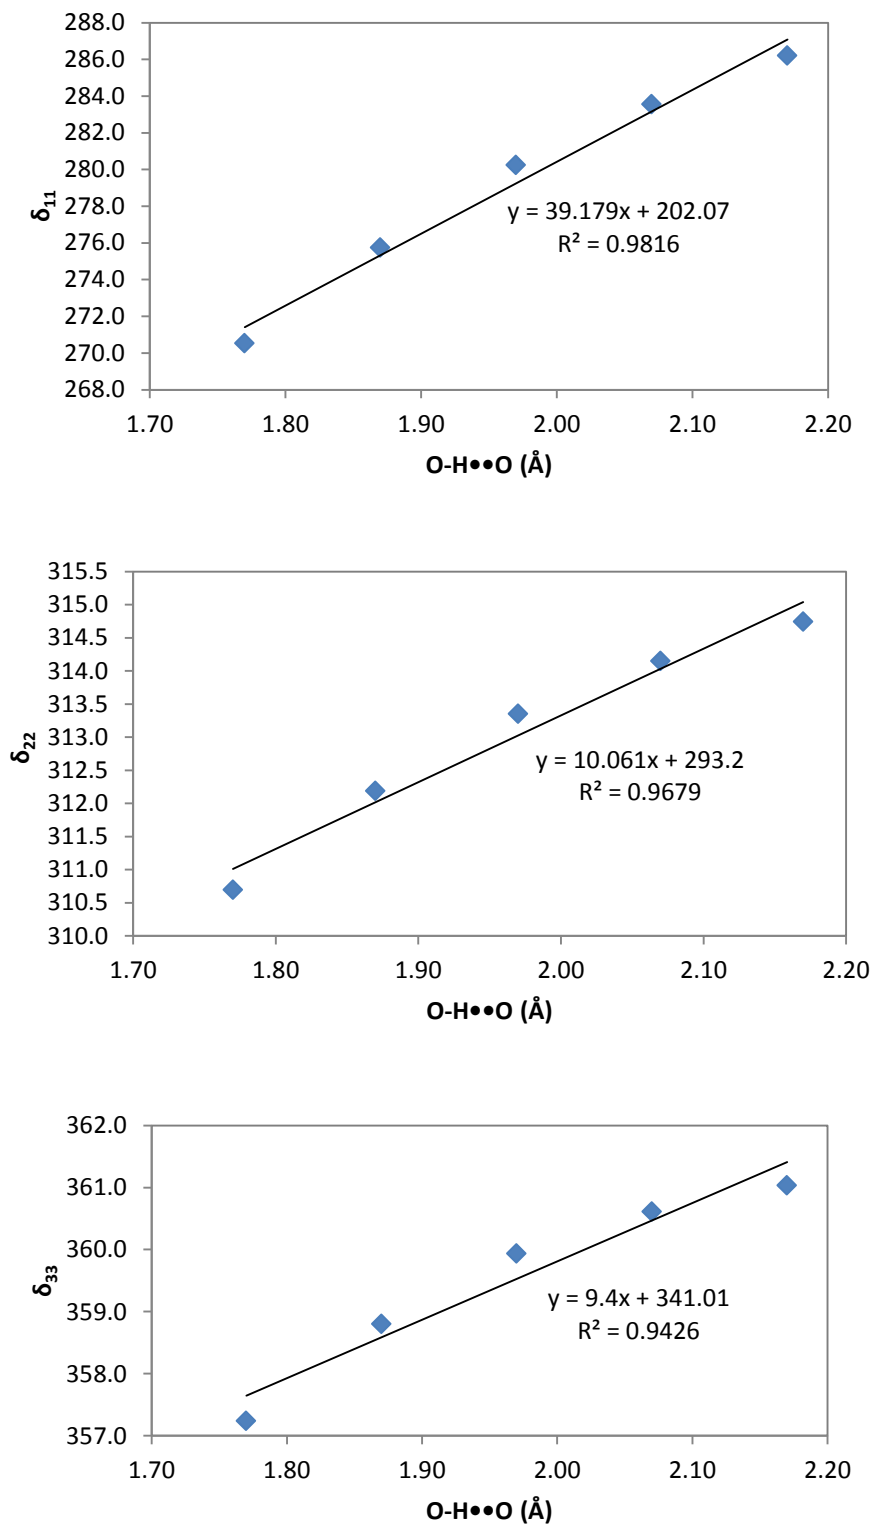 288.0
286.0
284.0
282.0
280.0
278.0
276.0
274.0
272.0
270.0
268.0
δ₁₁
y = 39.179x + 202.07
R² = 0.9816
1.70 1.80 1.90 2.00 2.10 2.20
O-H●●O (Å)
315.5
315.0
314.5
314.0
313.5
313.0
312.5
312.0
311.5
311.0
310.5
310.0
δ₂₂
y = 10.061x + 293.2
R² = 0.9679
1.70 1.80 1.90 2.00 2.10 2.20
O-H●●O (Å)
362.0
361.0
360.0
359.0
358.0
357.0
δ₃₃
y = 9.4x + 341.01
R² = 0.9426
1.70 1.80 1.90 2.00 2.10 2.20
O-H●●O (Å)